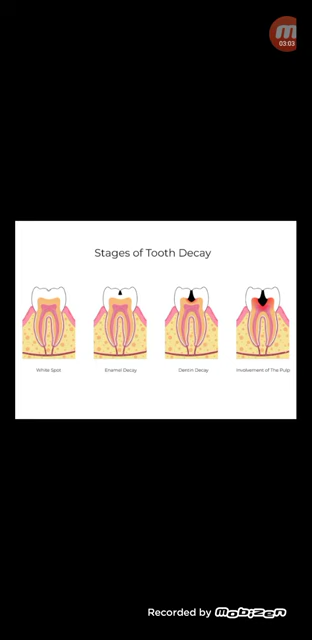 03:03
Stages of Tooth Decay
White Spot
Enamel Decay
Dentin Decay
Involvement of The Pulp
Recorded by mobizen